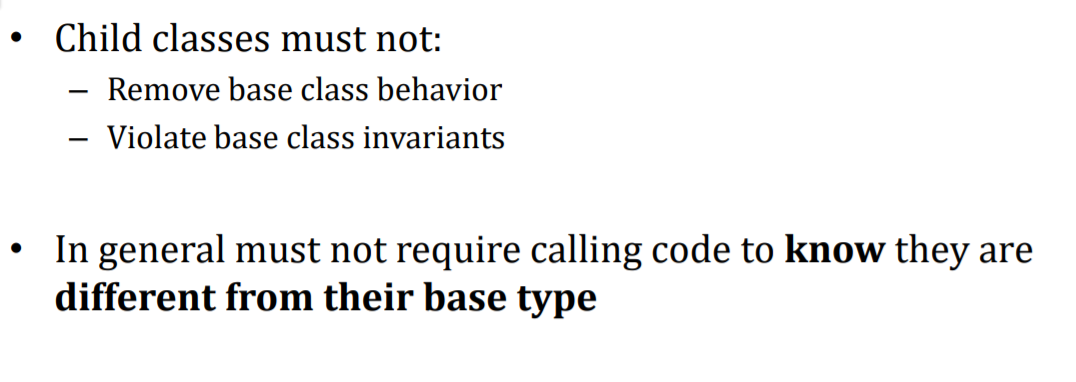 • Child classes must not:
– Remove base class behavior
– Violate base class invariants
• In general must not require calling code to know they are
different from their base type